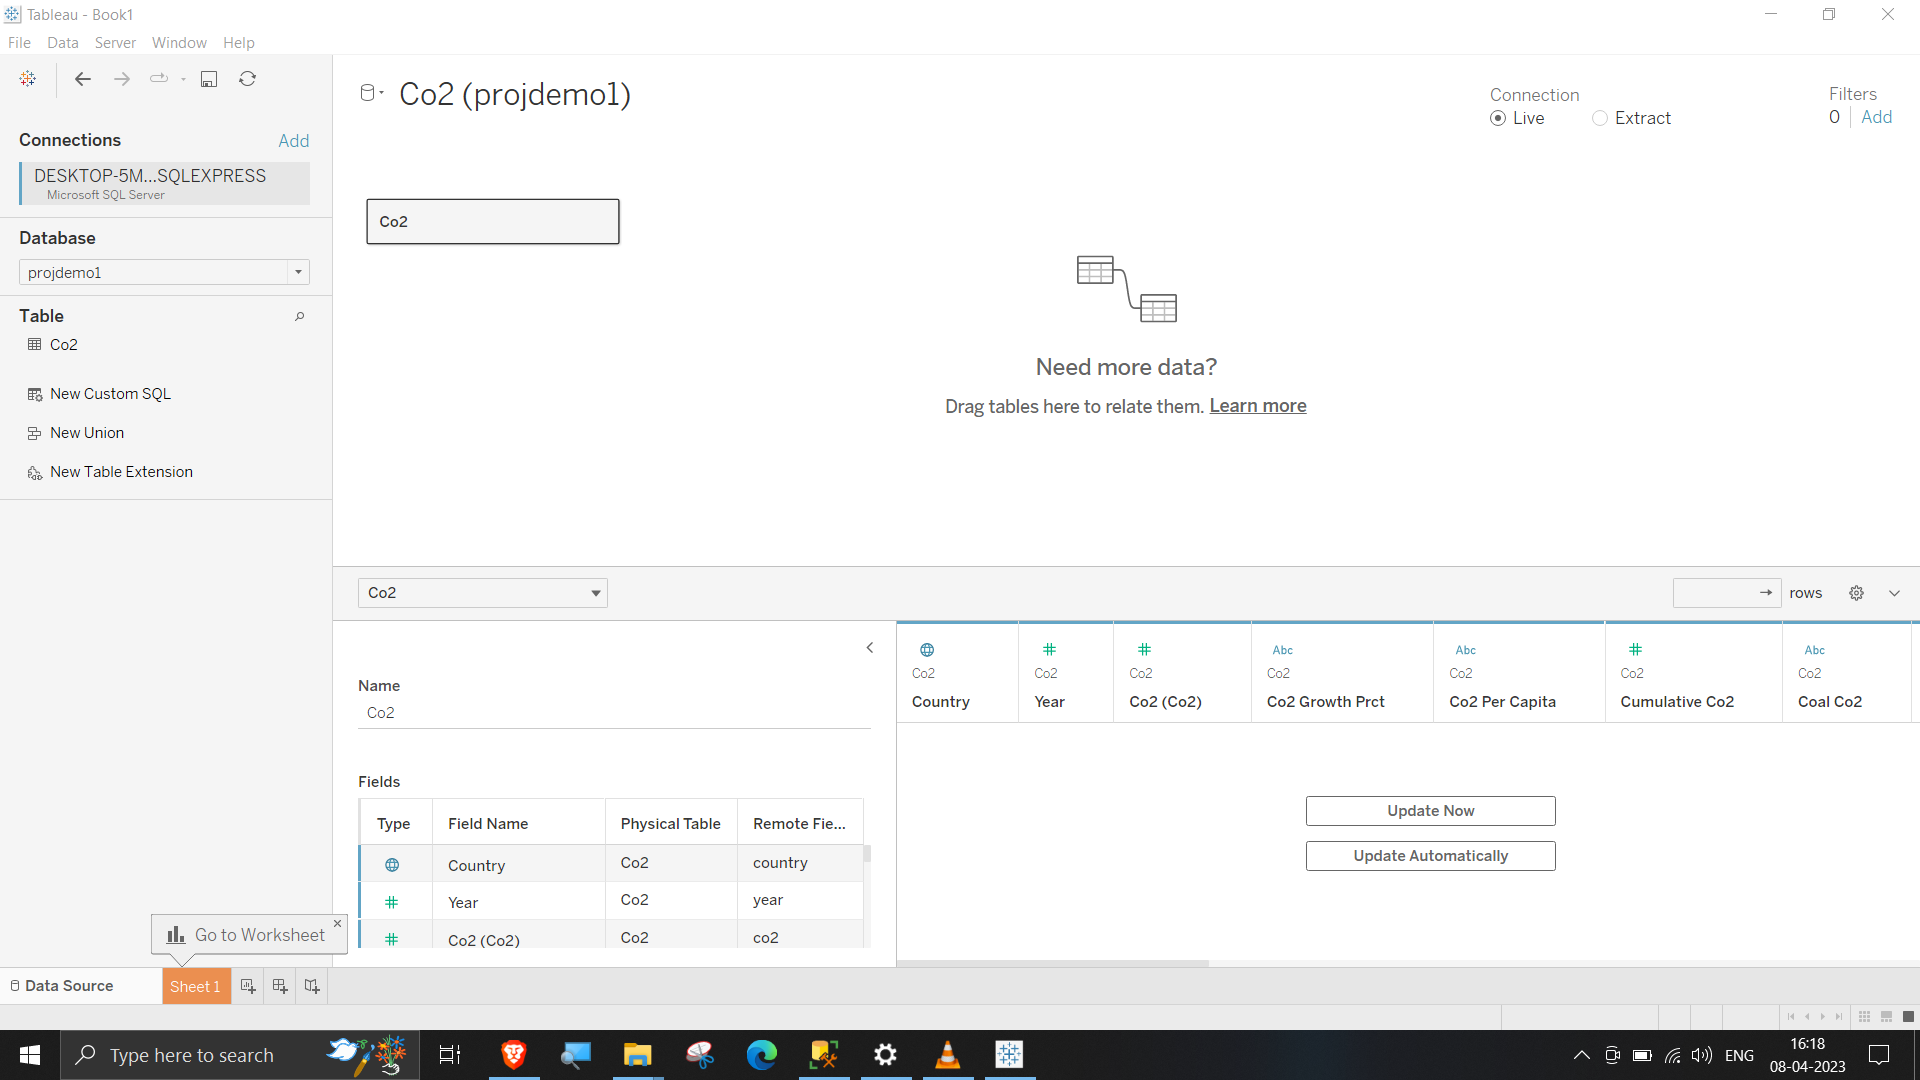 Tableau - Book1
File Data Server Window Help
Connections Add
DESKTOP-5M...SQLEXPRESS
Microsoft SQL Server
Database
projdemo1
Table
Co2
New Custom SQL
New Union
New Table Extension
Co2 (projdemo1)
Connection
Live Extract
Filters
0 Add
Co2
Need more data?
Drag tables here to relate them. Learn more
Co2
rows
Name
Co2
Fields
Type Field Name Physical Table Remote Fie...
Country Co2 country
Year Co2 year
Co2 (Co2) Co2 co2
Abc Abc Abc
Co2 Co2 Co2 Co2 Co2 Co2 Co2
Country Year Co2 (Co2) Co2 Growth Prct Co2 Per Capita Cumulative Co2 Coal Co2
Update Now
Update Automatically
Go to Worksheet
Data Source Sheet 1
Type here to search
ENG
16:18
08-04-2023